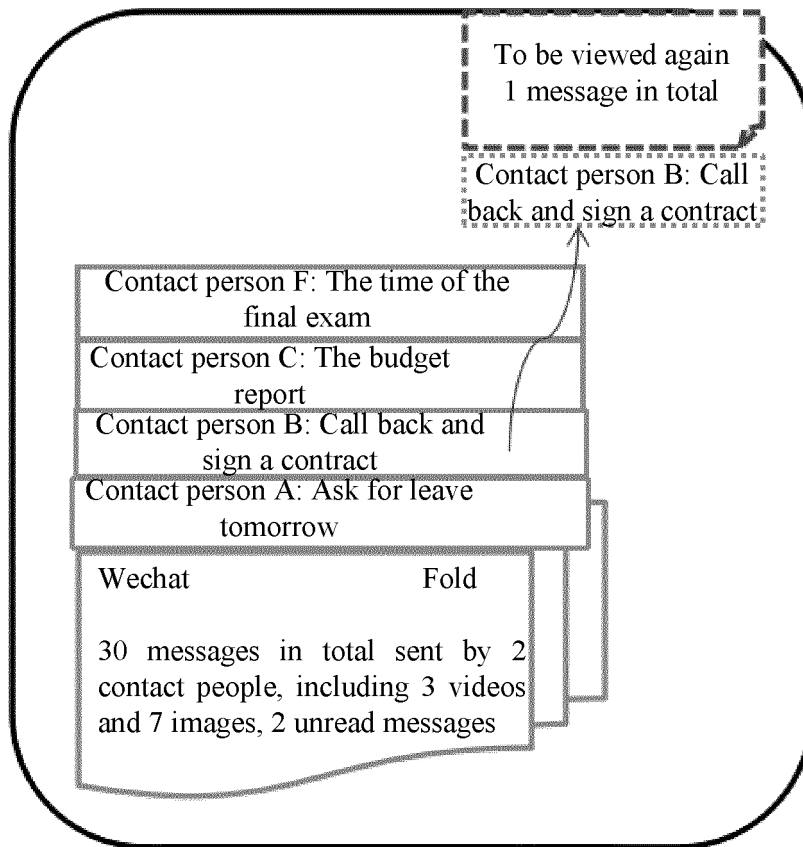 To be viewed again
1 message in total
Contact person B: Call
back and sign a contract
Contact person F: The time of the
final exam
Contact person C: The budget
report
Contact person B: Call back and
sign a contract
Contact person A: Ask for leave
tomorrow
Wechat Fold
30 messages in total sent by 2
contact people, including 3 videos
and 7 images, 2 unread messages